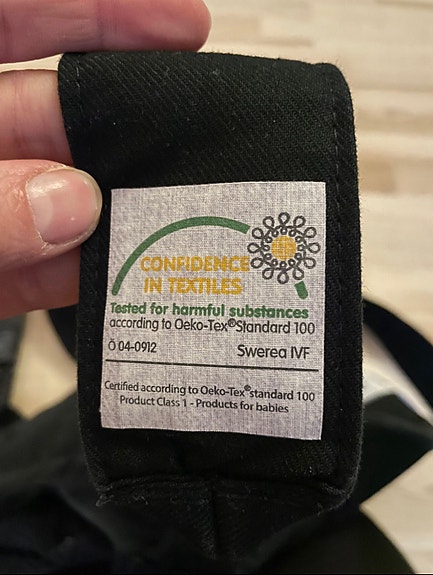 CONFIDENCE
IN TEXTILES
Tested for harmful substances
according to Oeko-Tex®Standard 100
Ö 04-0912 Swerea IVF
Certified according to Oeko-Tex®standard 100
Product Class 1 - Products for babies